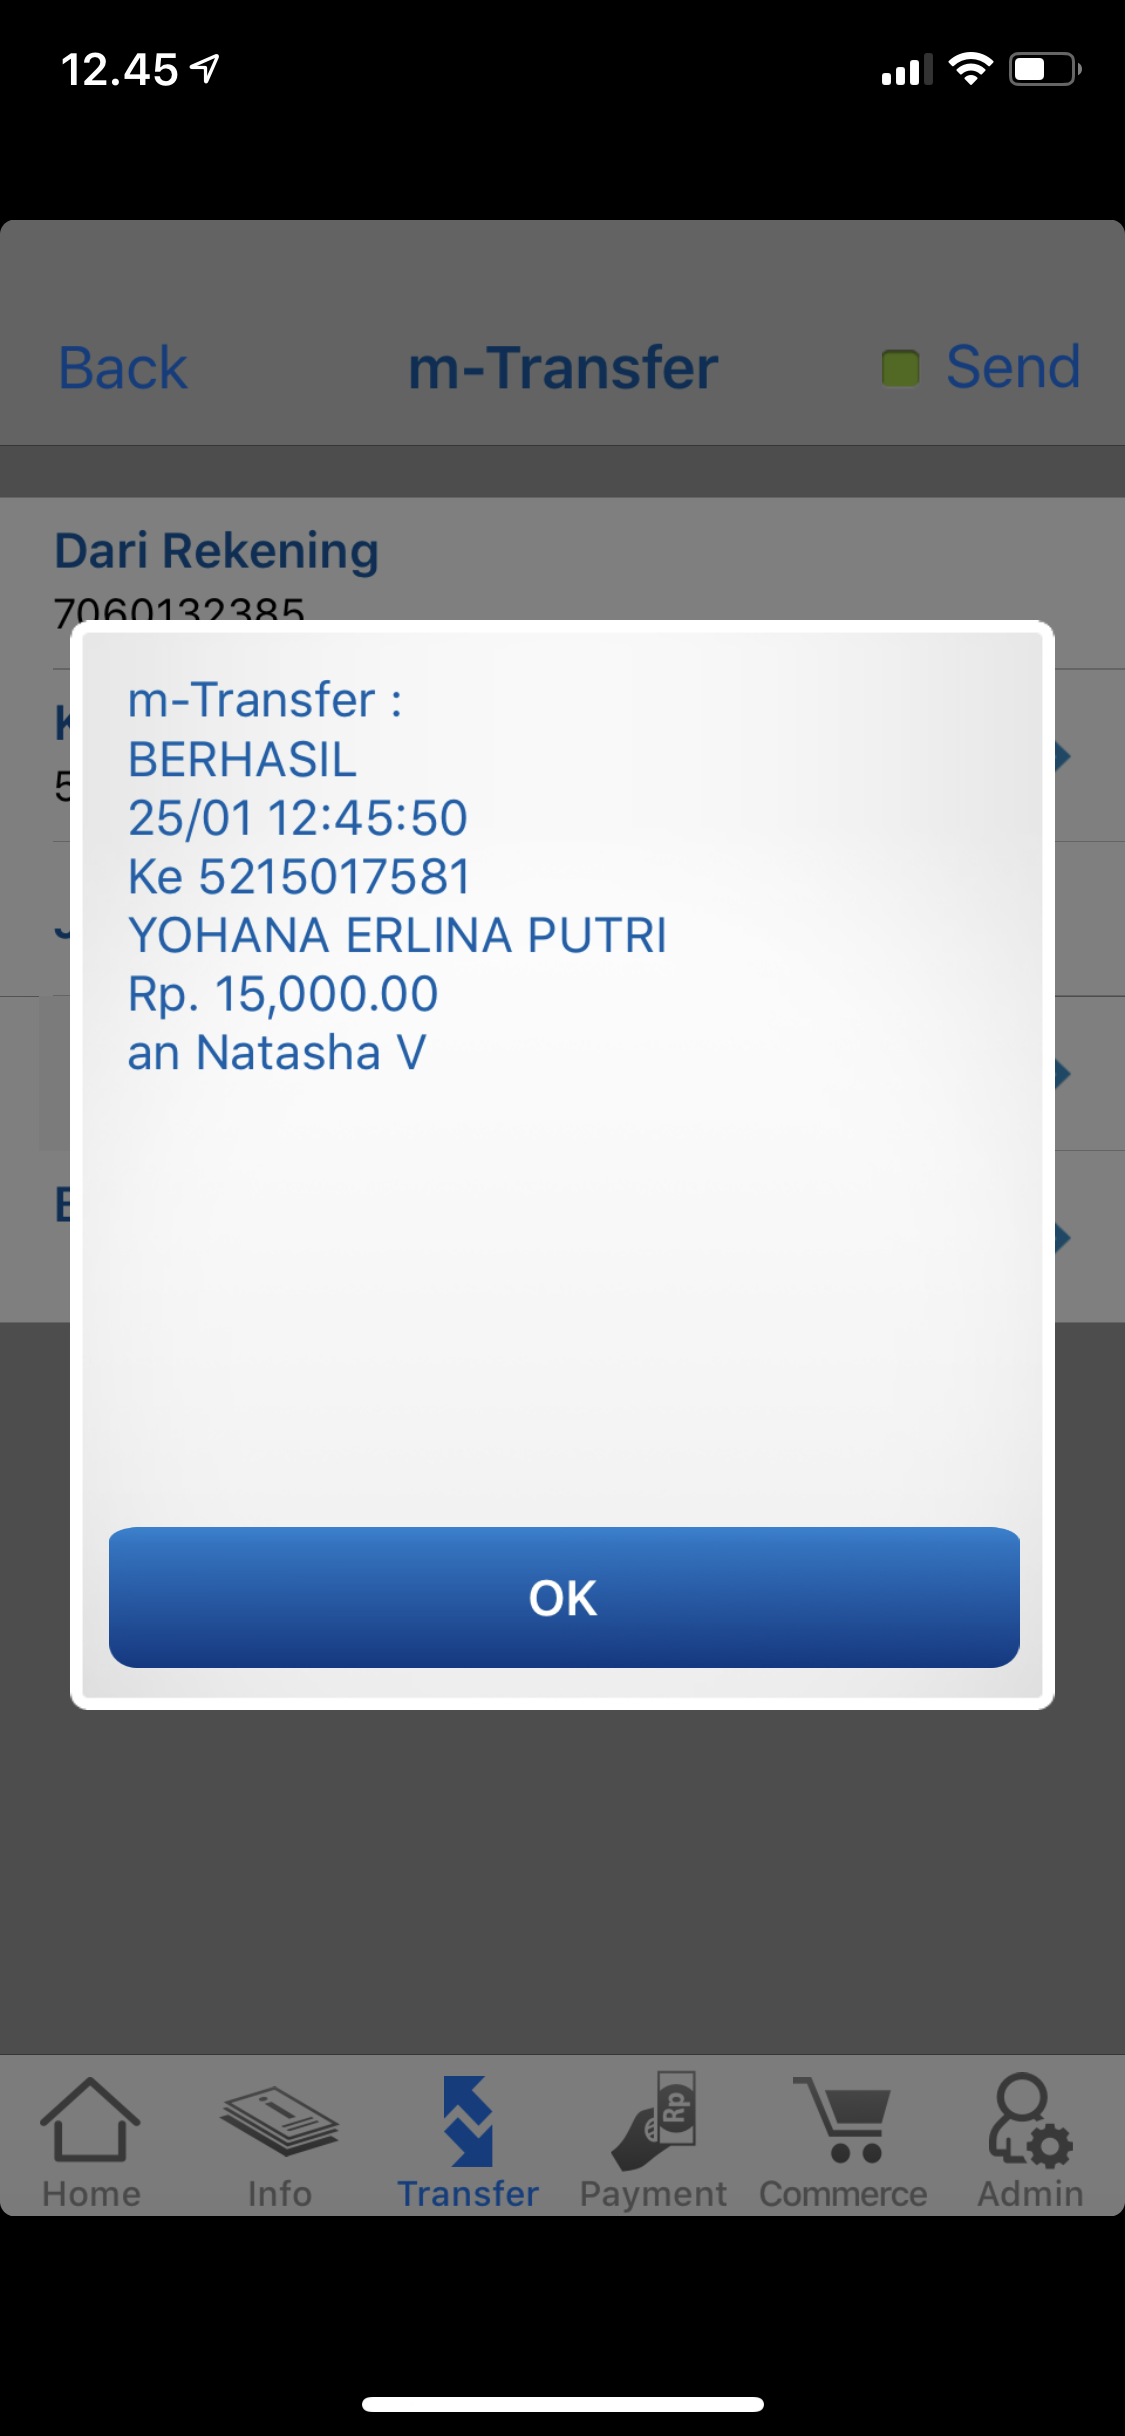 12.45
Back
m-Transfer
Send
Dari Rekening
7060132385
m-Transfer :
BERHASIL
25/01 12:45:50
Ke 5215017581
YOHANA ERLINA PUTRI
Rp. 15,000.00
an Natasha V
OK
Rp
Home
Info
Transfer
Payment
Commerce
Admin